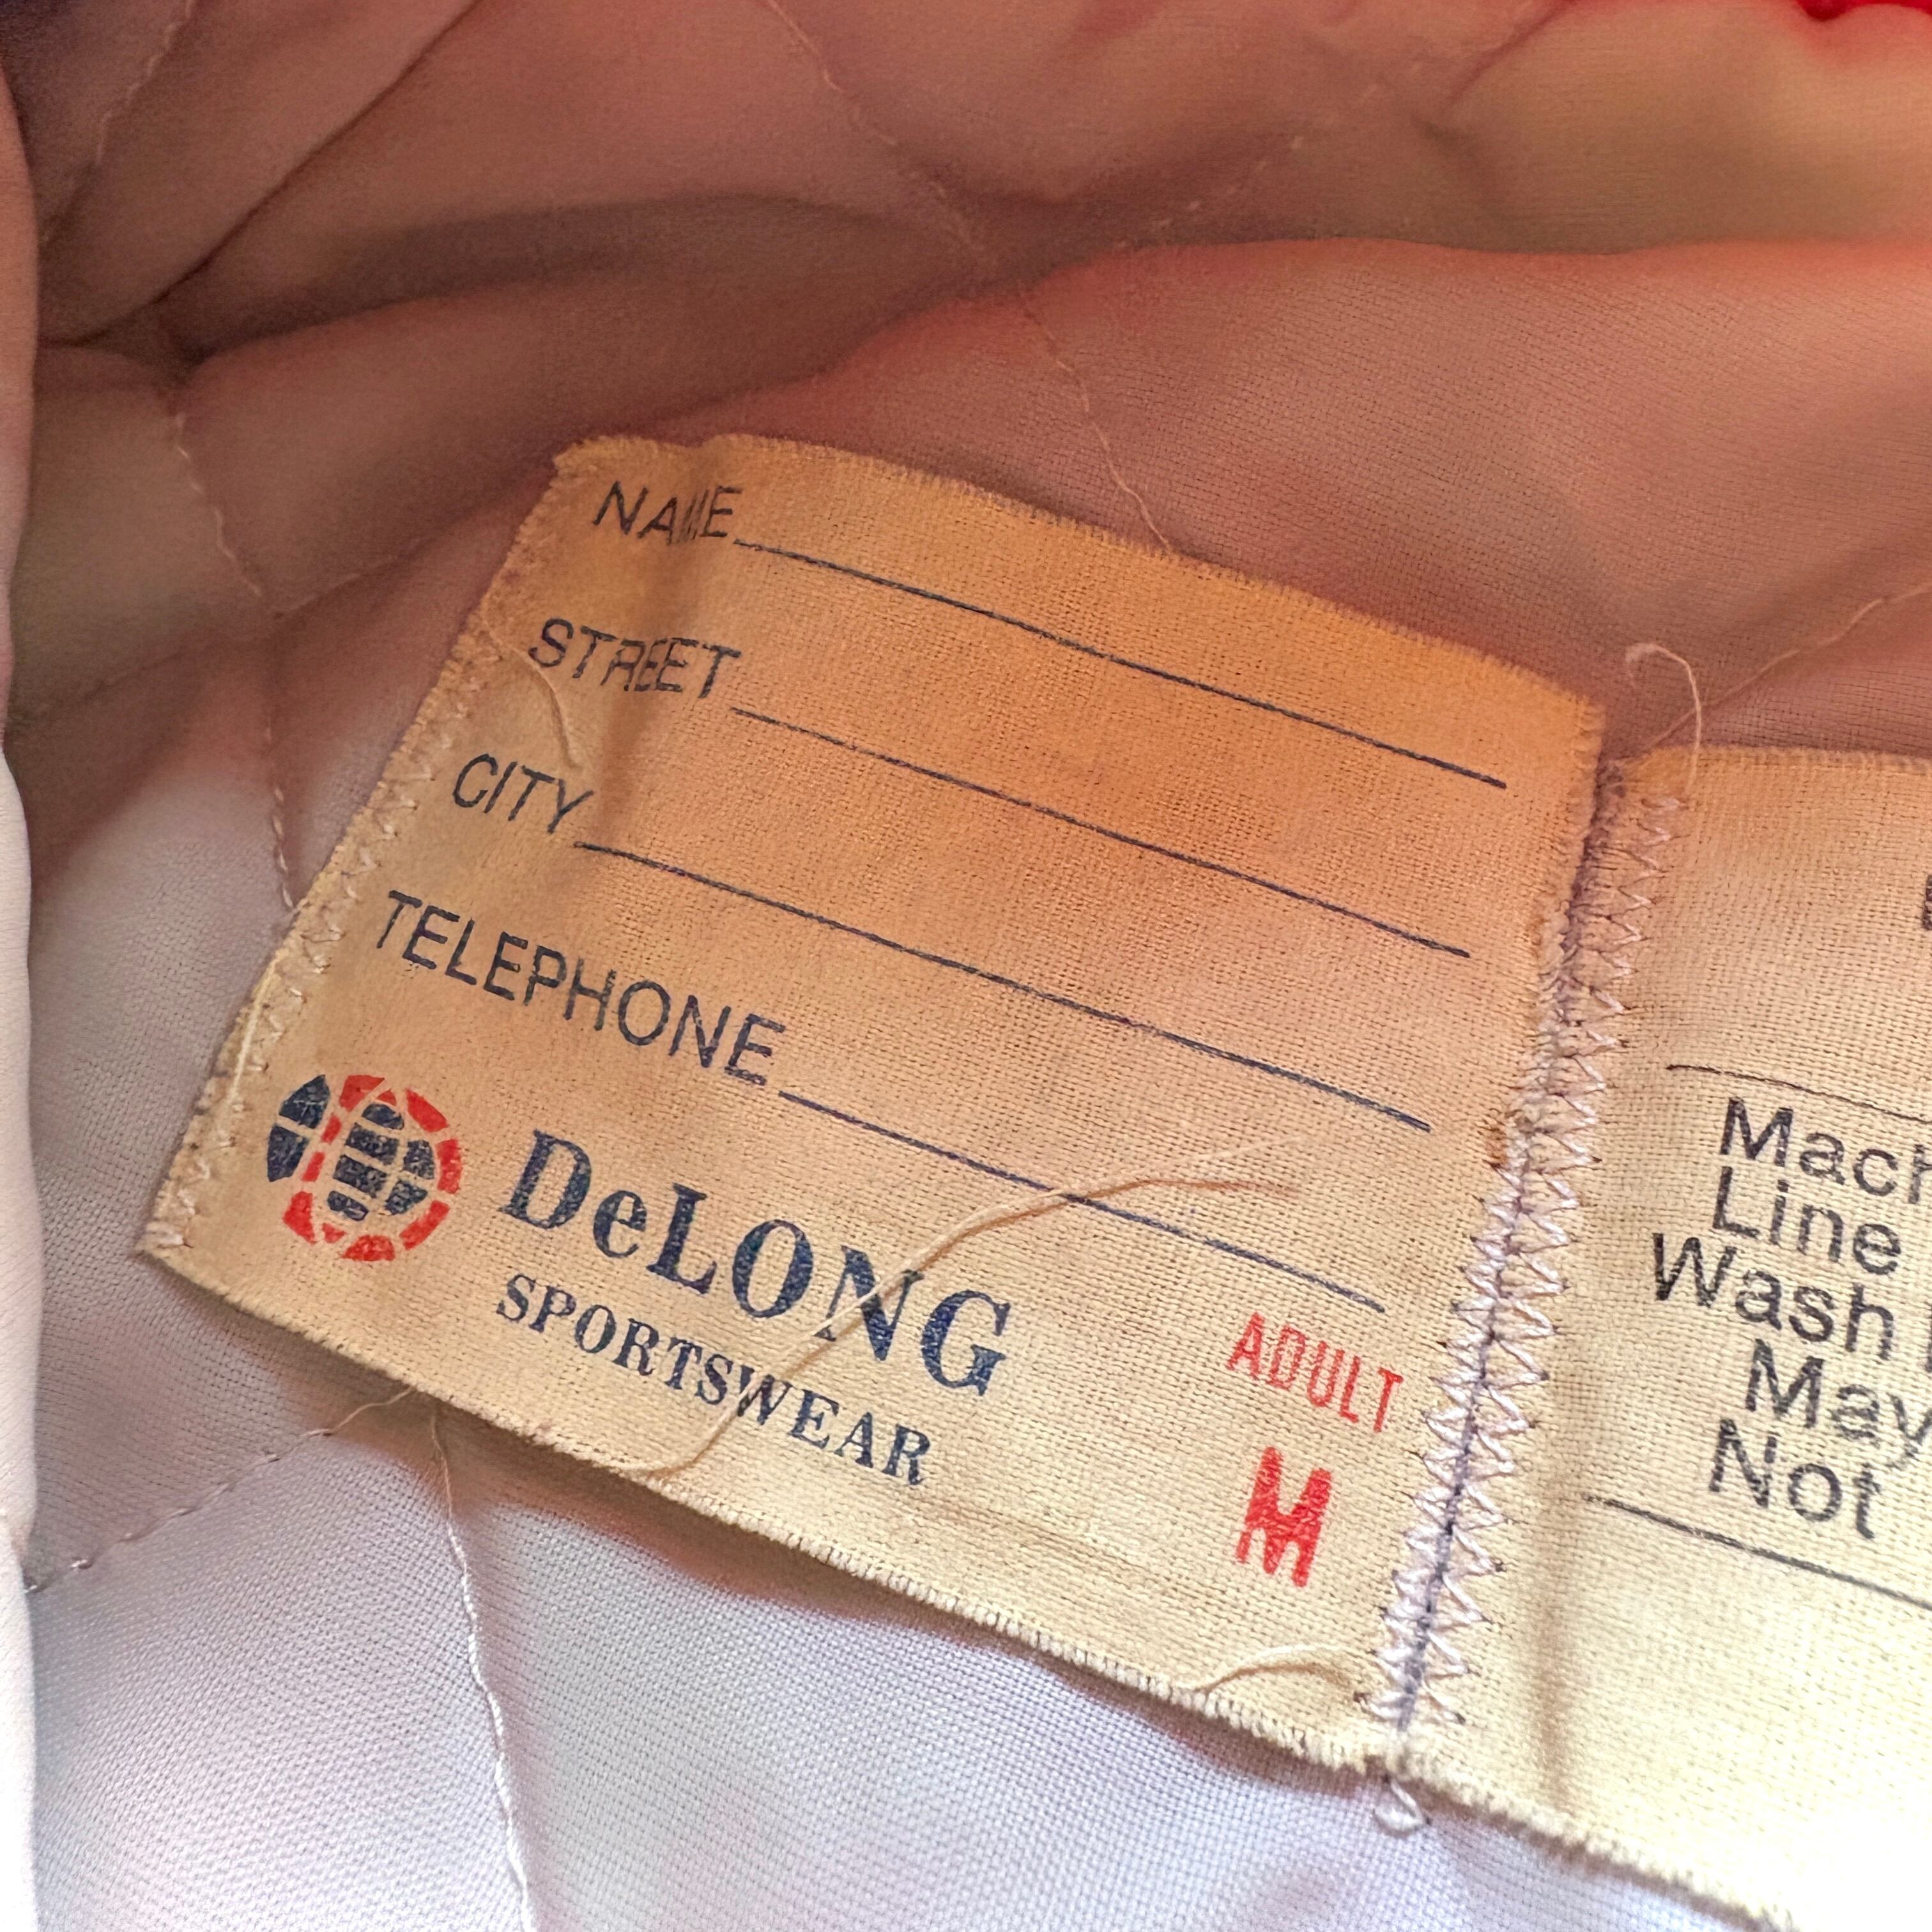 NAME
STREET
CITY
TELEPHONE
DeLONG
SPORTSWEAR
ADULT
M
Mach
Line
Wash
May
Not